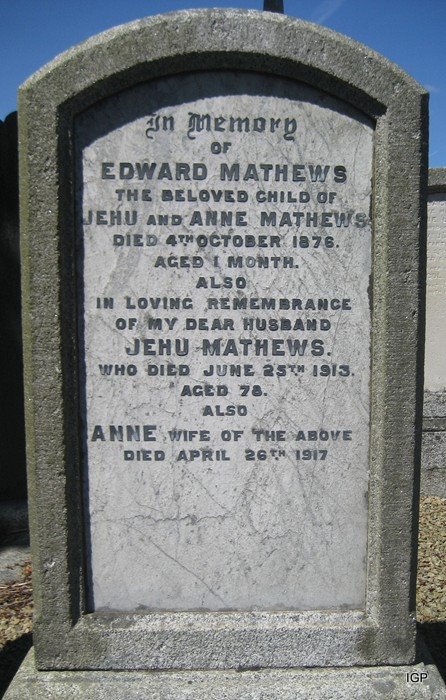 In Memory
OF
EDWARD MATHEWS
THE BELOVED CHILD OF
JEHU AND ANNE MATHEWS
DIED 4TH OCTOBER 1876.
AGED 1 MONTH.
ALSO
IN LOVING REMEMBRANCE
OF MY DEAR HUSBAND
JEHU MATHEWS.
WHO DIED JUNE 25TH 1913.
AGED 78.
ALSO
ANNE WIFE OF THE ABOVE
DIED APRIL 26TH 1917
IGP